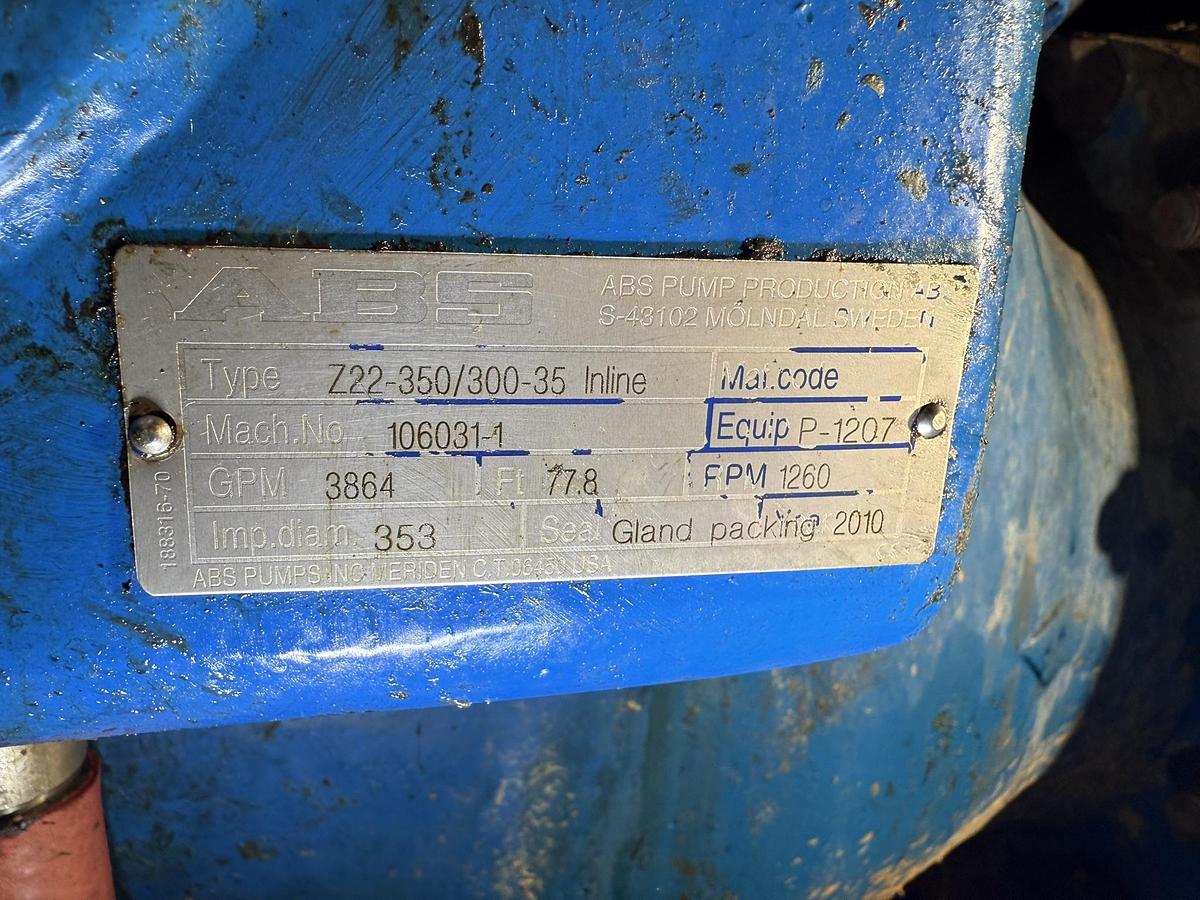 ABS
ABS PUMP PRODUCTION AB
S-43102 MÖLNDAL SWEDEN
Type Z22-350/300-35 Inline Mat.code
Mach.No 106031-1 Equip P-1207
GPM 3864 Ft 77.8 RPM 1260
Imp.diam. 353 Seal Gland packing Year 2010
ABS PUMPS INC MERIDEN C.T. 06450 USA
188316-70
CE